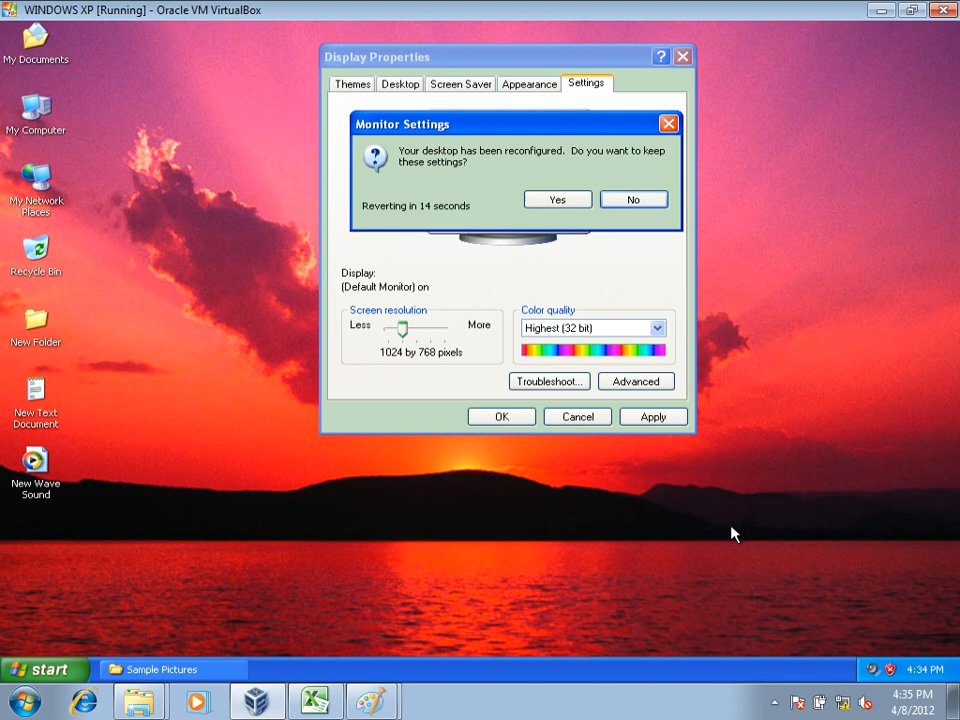 WINDOWS XP [Running] - Oracle VM VirtualBox
My Documents
My Computer
My Network
Places
Recycle Bin
New Folder
New Text
Document
New Wave
Sound
Display Properties
Themes
Desktop
Screen Saver
Appearance
Settings
Monitor Settings
Your desktop has been reconfigured. Do you want to keep
these settings?
Reverting in 14 seconds
Yes
No
Display:
(Default Monitor) on
Screen resolution
Less
More
1024 by 768 pixels
Color quality
Highest (32 bit)
Troubleshoot...
Advanced
OK
Cancel
Apply
start
Sample Pictures
4:34 PM
4:35 PM
4/8/2012